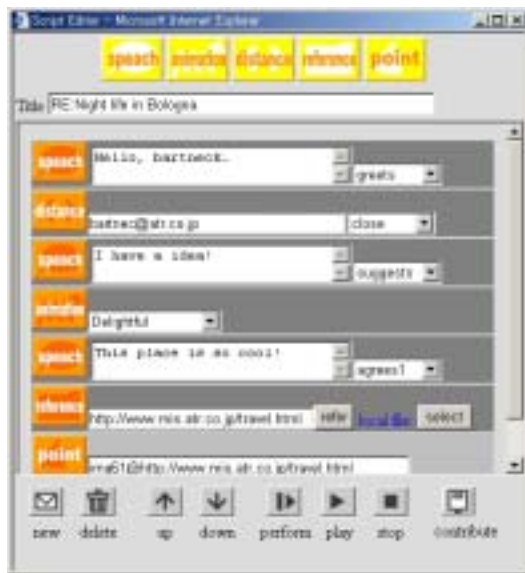 Script Editor - Microsoft Internet Explorer
speech animation distance reference point
Title RE:Night life in Bologna
speech Hello, bartneck. greets
distance bartnec@atr.co.jp close
speech I have a idea! suggests
animation Delightful
speech This place is so cool! agrees1
reference http://www.mis.atr.co.jp/travel.html refer local file select
point @http://www.mis.atr.co.jp/travel.html
new delete up down perform play stop contribute